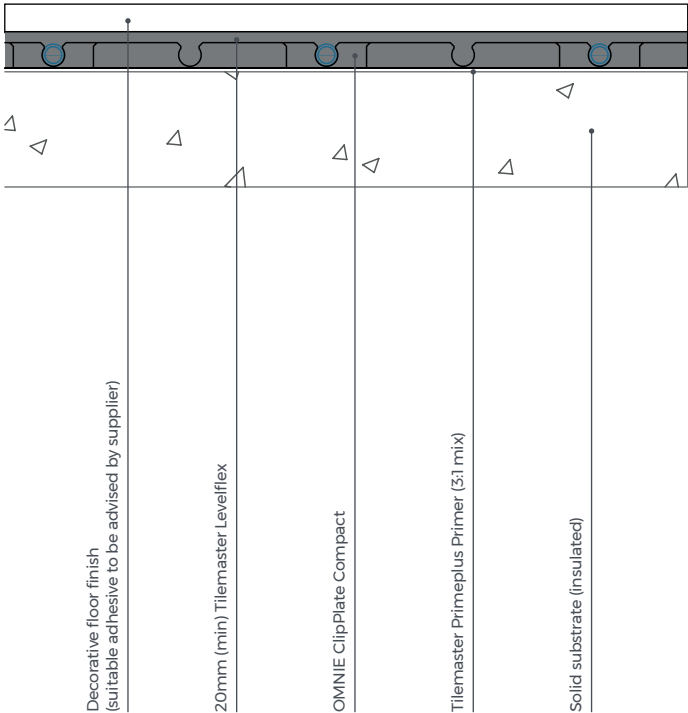 Decorative floor finish
(suitable adhesive to be advised by supplier)
20mm (min) Tilemaster Levelflex
OMNIE ClipPlate Compact
Tilemaster Primeplus Primer (3:1 mix)
Solid substrate (insulated)